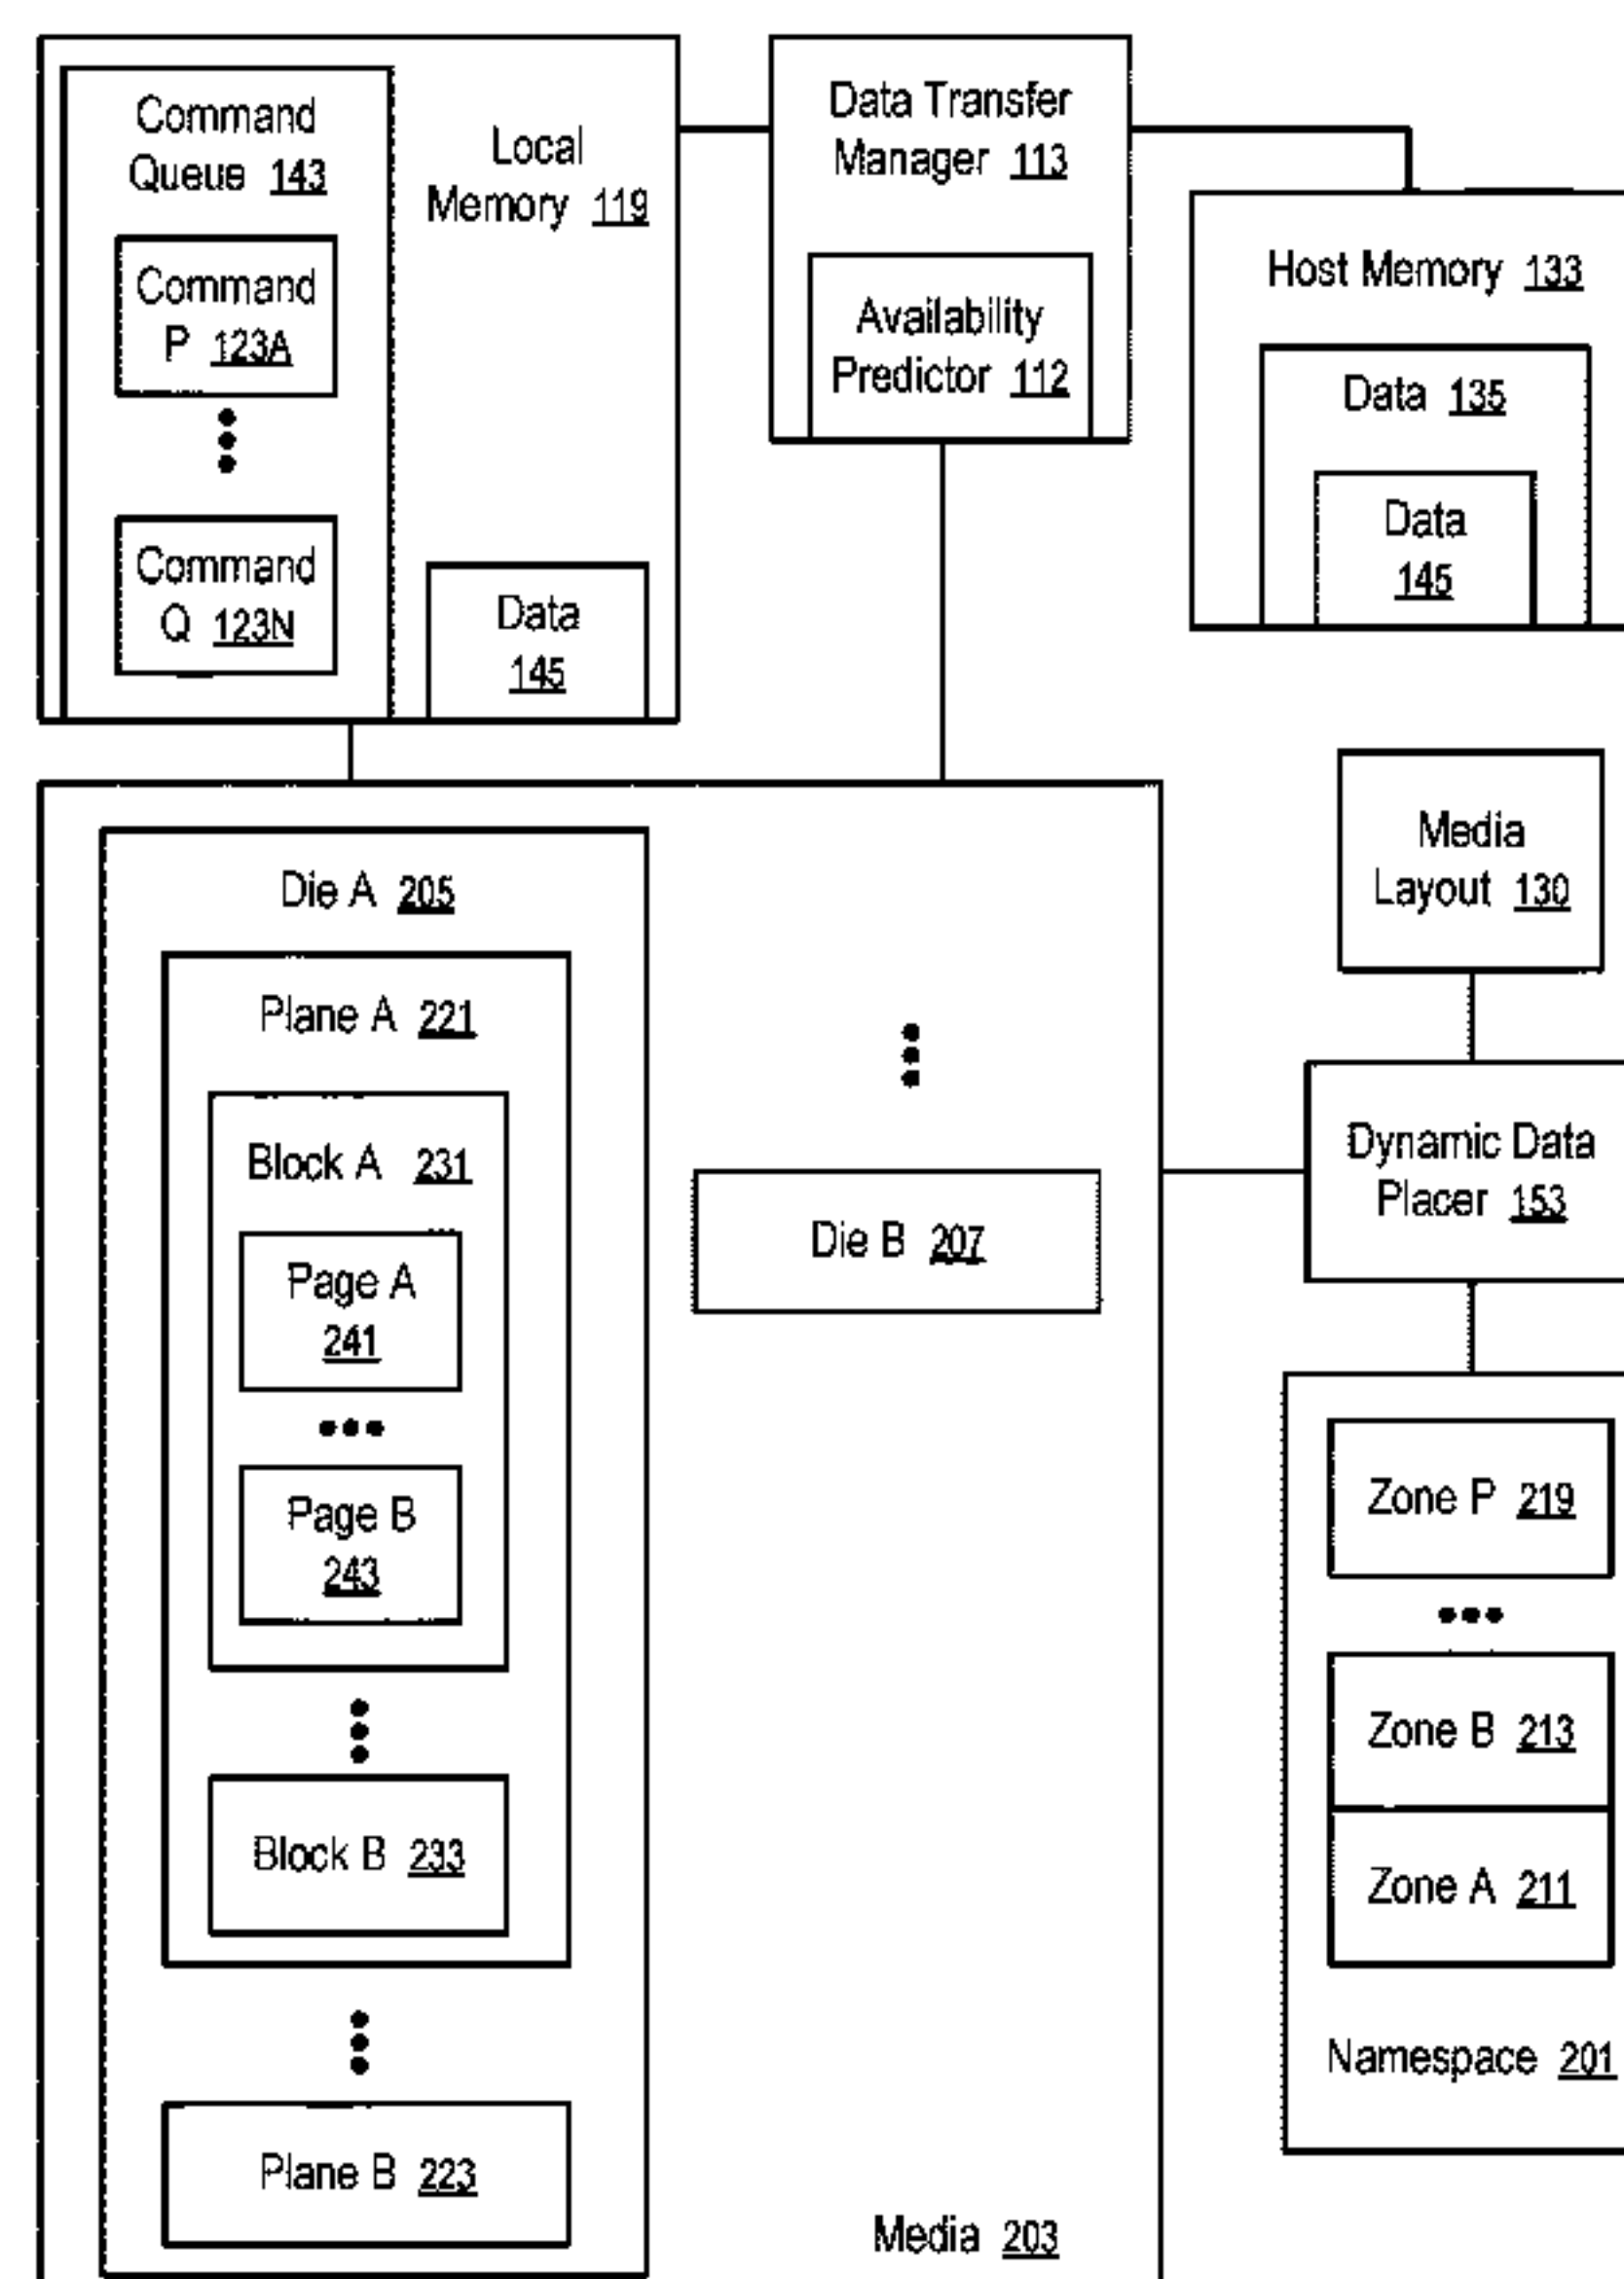 Command
Queue 143
Command
P 123A
Command
Q 123N
Local
Memory 119
Data
145
Data Transfer
Manager 113
Availability
Predictor 112
Host Memory 133
Data 135
Data
145
Die A 205
Plane A 221
Block A 231
Page A
241
Page B
243
Block B 233
Plane B 223
Die B 207
Media 203
Media
Layout 130
Dynamic Data
Placer 153
Zone P 219
Zone B 213
Zone A 211
Namespace 201